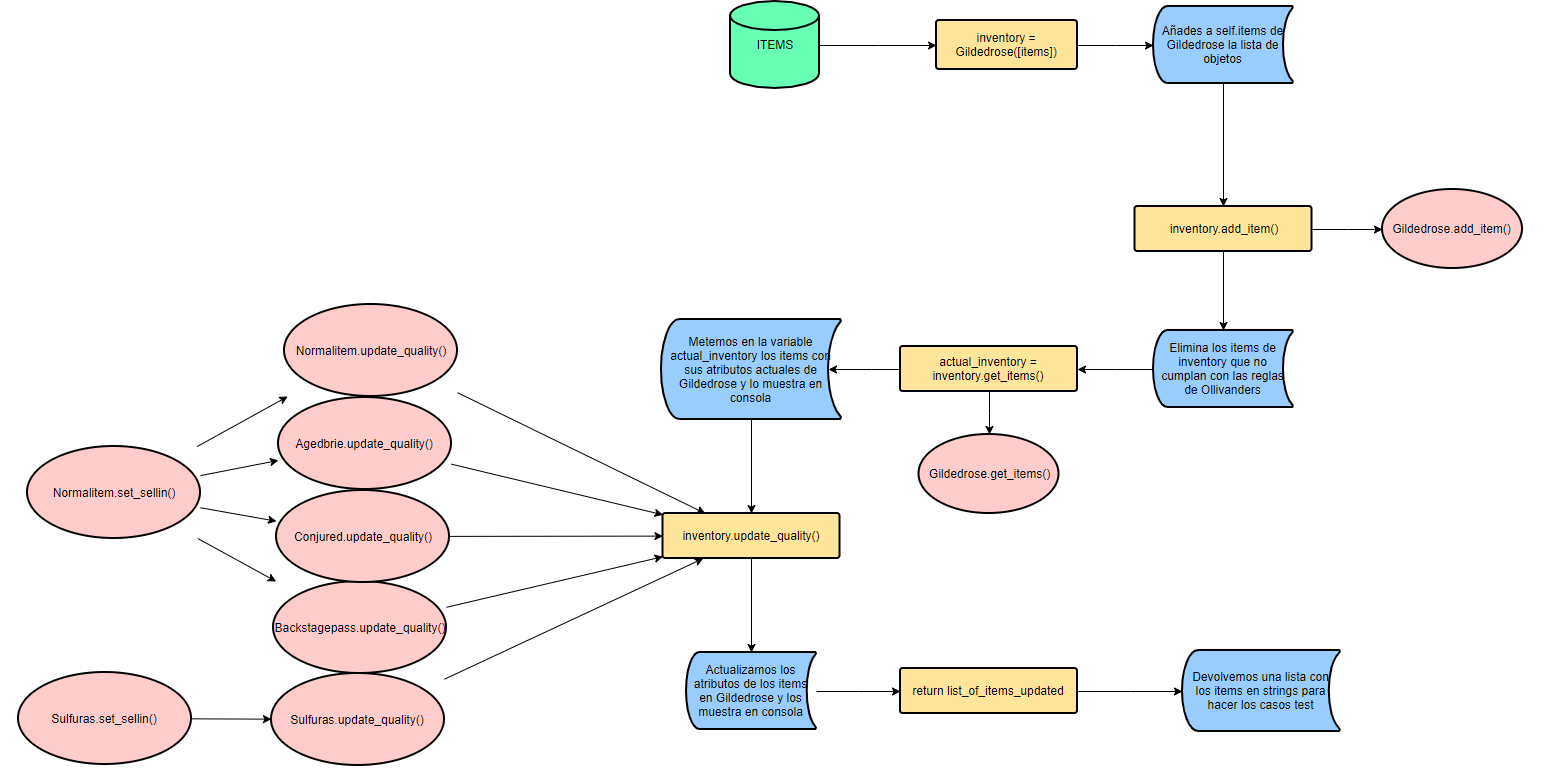 ITEMS
inventory =
Gildedrose([items])
Añades a self.items de
Gildedrose la lista de
objetos
inventory.add_item()
Gildedrose.add_item()
Elimina los items de
inventory que no
cumplan con las reglas
de Ollivanders
actual_inventory =
inventory.get_items()
Gildedrose.get_items()
Metemos en la variable
actual_inventory los items con
sus atributos actuales de
Gildedrose y lo muestra en
consola
Normalitem.update_quality()
Agedbrie.update_quality()
Normalitem.set_sellin()
Conjured.update_quality()
inventory.update_quality()
Backstagepass.update_quality()
Sulfuras.set_sellin()
Sulfuras.update_quality()
Actualizamos los
atributos de los items
en Gildedrose y los
muestra en consola
return list_of_items_updated
Devolvemos una lista con
los items en strings para
hacer los casos test